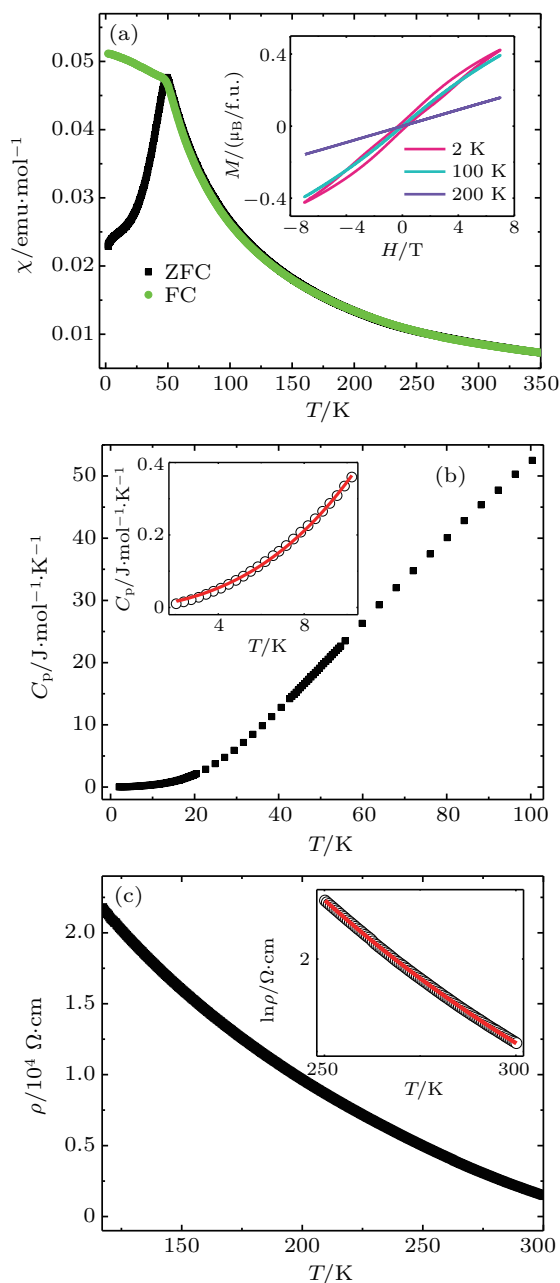 (a)
0.05
0.04
0.03
0.02
0.01
χ/emu·mol−1
ZFC
FC
0 50 100 150 200 250 300 350
T/K
0.4
0
−0.4
M/(μB/f.u.)
2 K
100 K
200 K
−8 −4 0 4 8
H/T
(b)
50
40
30
20
10
0
Cp/J·mol−1·K−1
0 20 40 60 80 100
T/K
0.4
0.2
0
Cp/J·mol−1·K−1
4 8
T/K
(c)
2.0
1.5
1.0
0.5
0
ρ/10⁴ Ω·cm
150 200 250 300
T/K
2
lnρ/Ω·cm
250 300
T/K